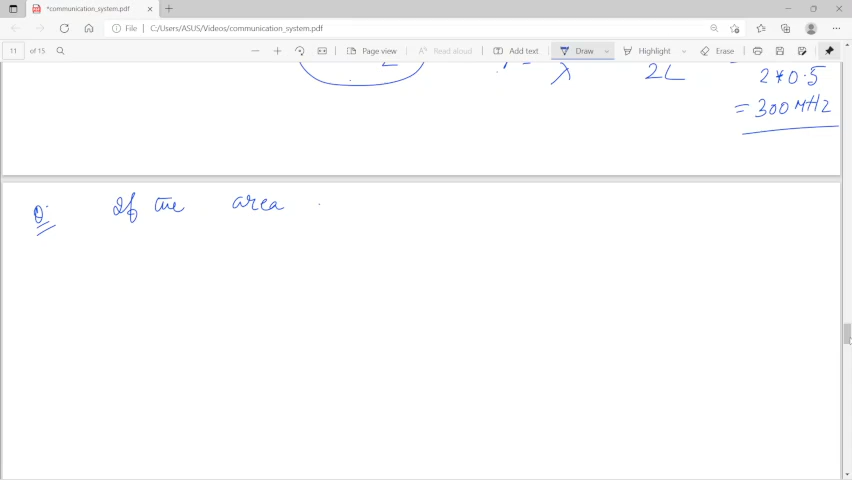 *communication_system.pdf
File C:/Users/ASUS/Videos/communication_system.pdf
11 of 15 Page view Read aloud Add text Draw Highlight Erase
λ 2L 2*0.5
= 300 MHz
Q: If the area